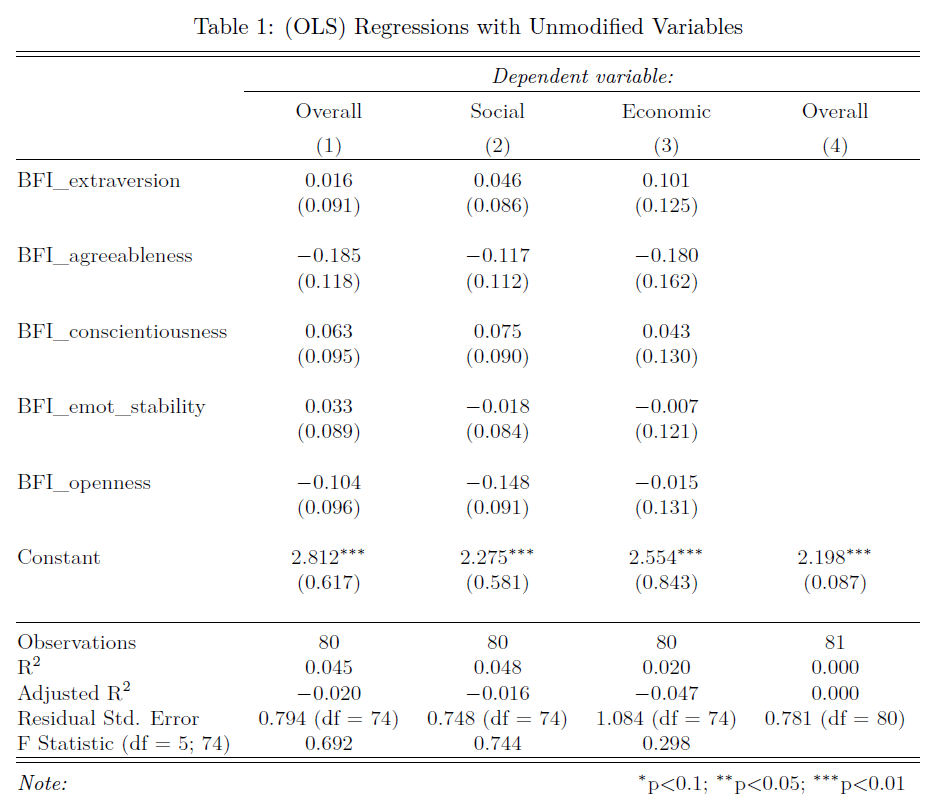 Table 1: (OLS) Regressions with Unmodified Variables
Dependent variable:
Overall Social Economic Overall
(1) (2) (3) (4)
BFI_extraversion 0.016 0.046 0.101
(0.091) (0.086) (0.125)
BFI_agreeableness −0.185 −0.117 −0.180
(0.118) (0.112) (0.162)
BFI_conscientiousness 0.063 0.075 0.043
(0.095) (0.090) (0.130)
BFI_emot_stability 0.033 −0.018 −0.007
(0.089) (0.084) (0.121)
BFI_openness −0.104 −0.148 −0.015
(0.096) (0.091) (0.131)
Constant 2.812*** 2.275*** 2.554*** 2.198***
(0.617) (0.581) (0.843) (0.087)
Observations 80 80 80 81
R² 0.045 0.048 0.020 0.000
Adjusted R² −0.020 −0.016 −0.047 0.000
Residual Std. Error 0.794 (df = 74) 0.748 (df = 74) 1.084 (df = 74) 0.781 (df = 80)
F Statistic (df = 5; 74) 0.692 0.744 0.298
Note: *p<0.1; **p<0.05; ***p<0.01